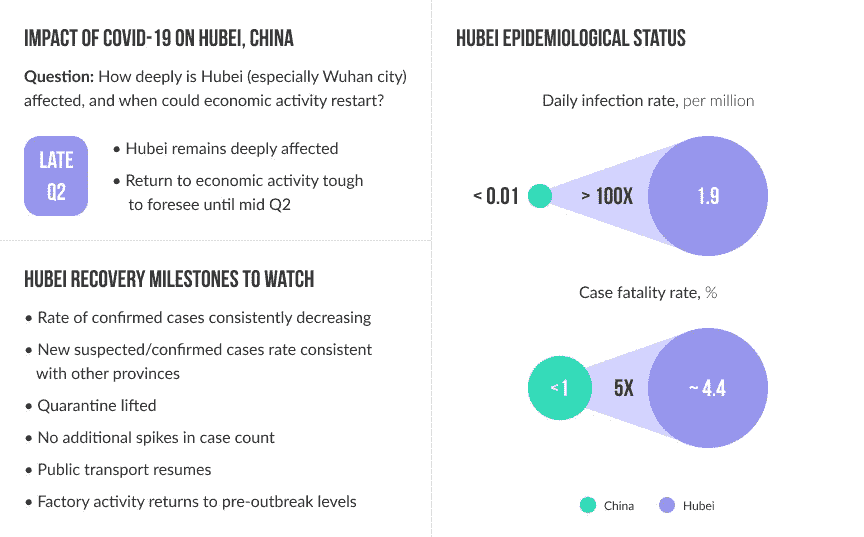 IMPACT OF COVID-19 ON HUBEI, CHINA
Question: How deeply is Hubei (especially Wuhan city)
affected, and when could economic activity restart?
LATE
Q2
• Hubei remains deeply affected
• Return to economic activity tough
to foresee until mid Q2
HUBEI RECOVERY MILESTONES TO WATCH
• Rate of confirmed cases consistently decreasing
• New suspected/confirmed cases rate consistent
with other provinces
• Quarantine lifted
• No additional spikes in case count
• Public transport resumes
• Factory activity returns to pre-outbreak levels
HUBEI EPIDEMIOLOGICAL STATUS
Daily infection rate, per million
< 0.01 > 100X 1.9
Case fatality rate, %
<1 5X ~ 4.4
China Hubei